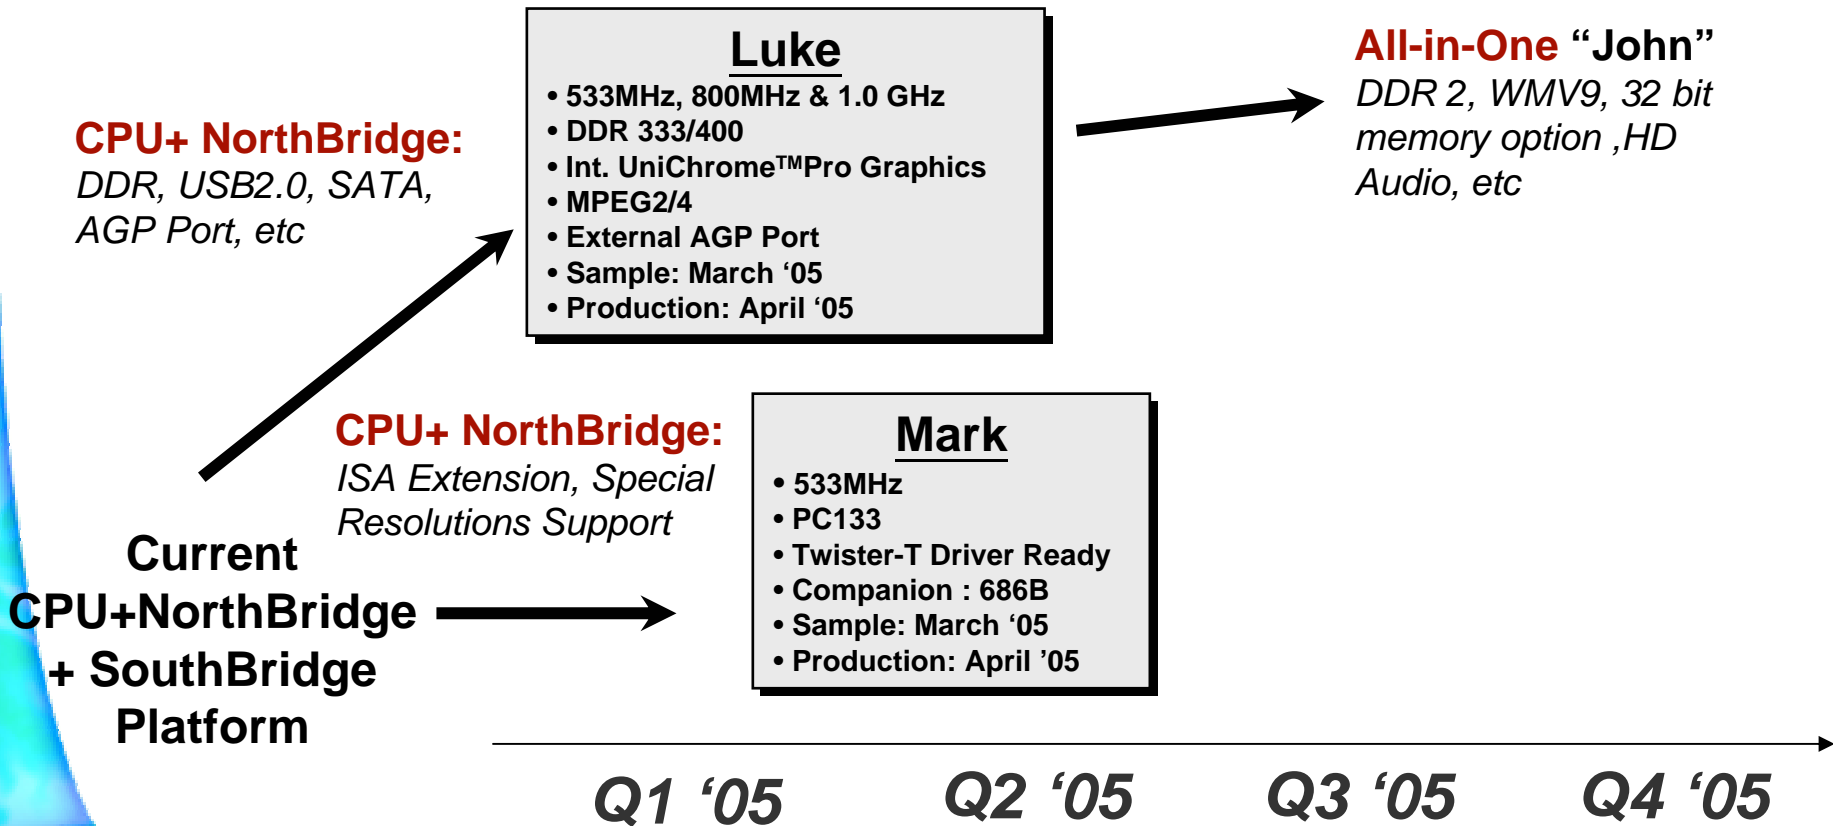 Luke
• 533MHz, 800MHz & 1.0 GHz
• DDR 333/400
• Int. UniChrome™Pro Graphics
• MPEG2/4
• External AGP Port
• Sample: March ‘05
• Production: April ‘05
All-in-One “John”
DDR 2, WMV9, 32 bit
memory option ,HD
Audio, etc
CPU+ NorthBridge:
DDR, USB2.0, SATA,
AGP Port, etc
CPU+ NorthBridge:
ISA Extension, Special
Resolutions Support
Mark
• 533MHz
• PC133
• Twister-T Driver Ready
• Companion : 686B
• Sample: March ‘05
• Production: April ’05
Current
CPU+NorthBridge
+ SouthBridge
Platform
Q1 ‘05
Q2 ‘05
Q3 ‘05
Q4 ‘05